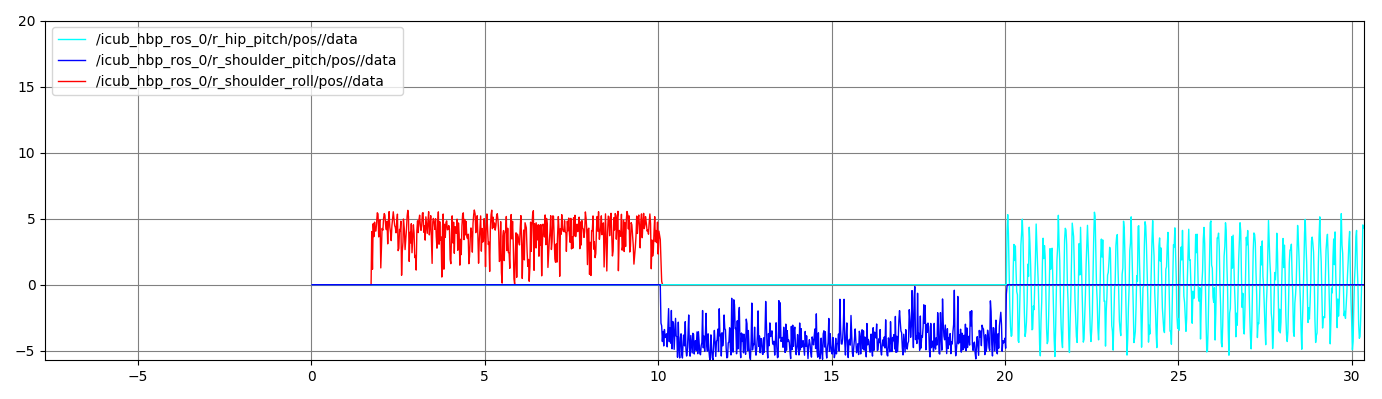 20
15
10
5
0
−5
/icub_hbp_ros_0/r_hip_pitch/pos//data
/icub_hbp_ros_0/r_shoulder_pitch/pos//data
/icub_hbp_ros_0/r_shoulder_roll/pos//data
−5 0 5 10 15 20 25 30